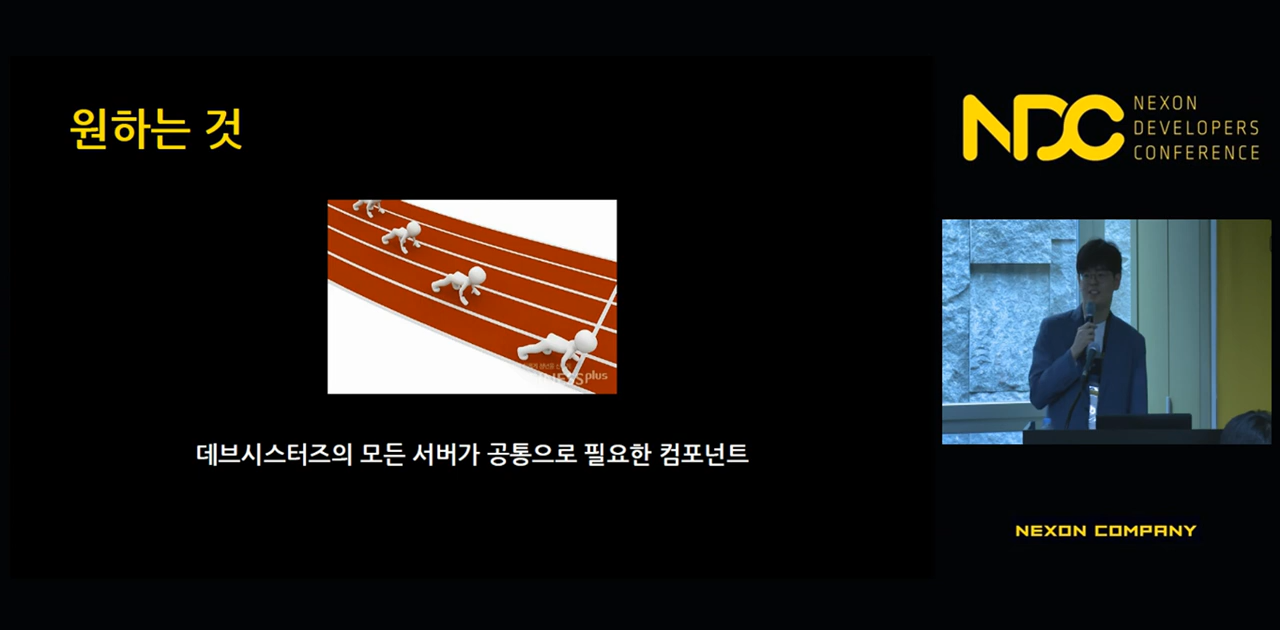 원하는 것
plus
데브시스터즈의 모든 서버가 공통으로 필요한 컴포넌트
NDC
NEXON
DEVELOPERS
CONFERENCE
NEXON COMPANY